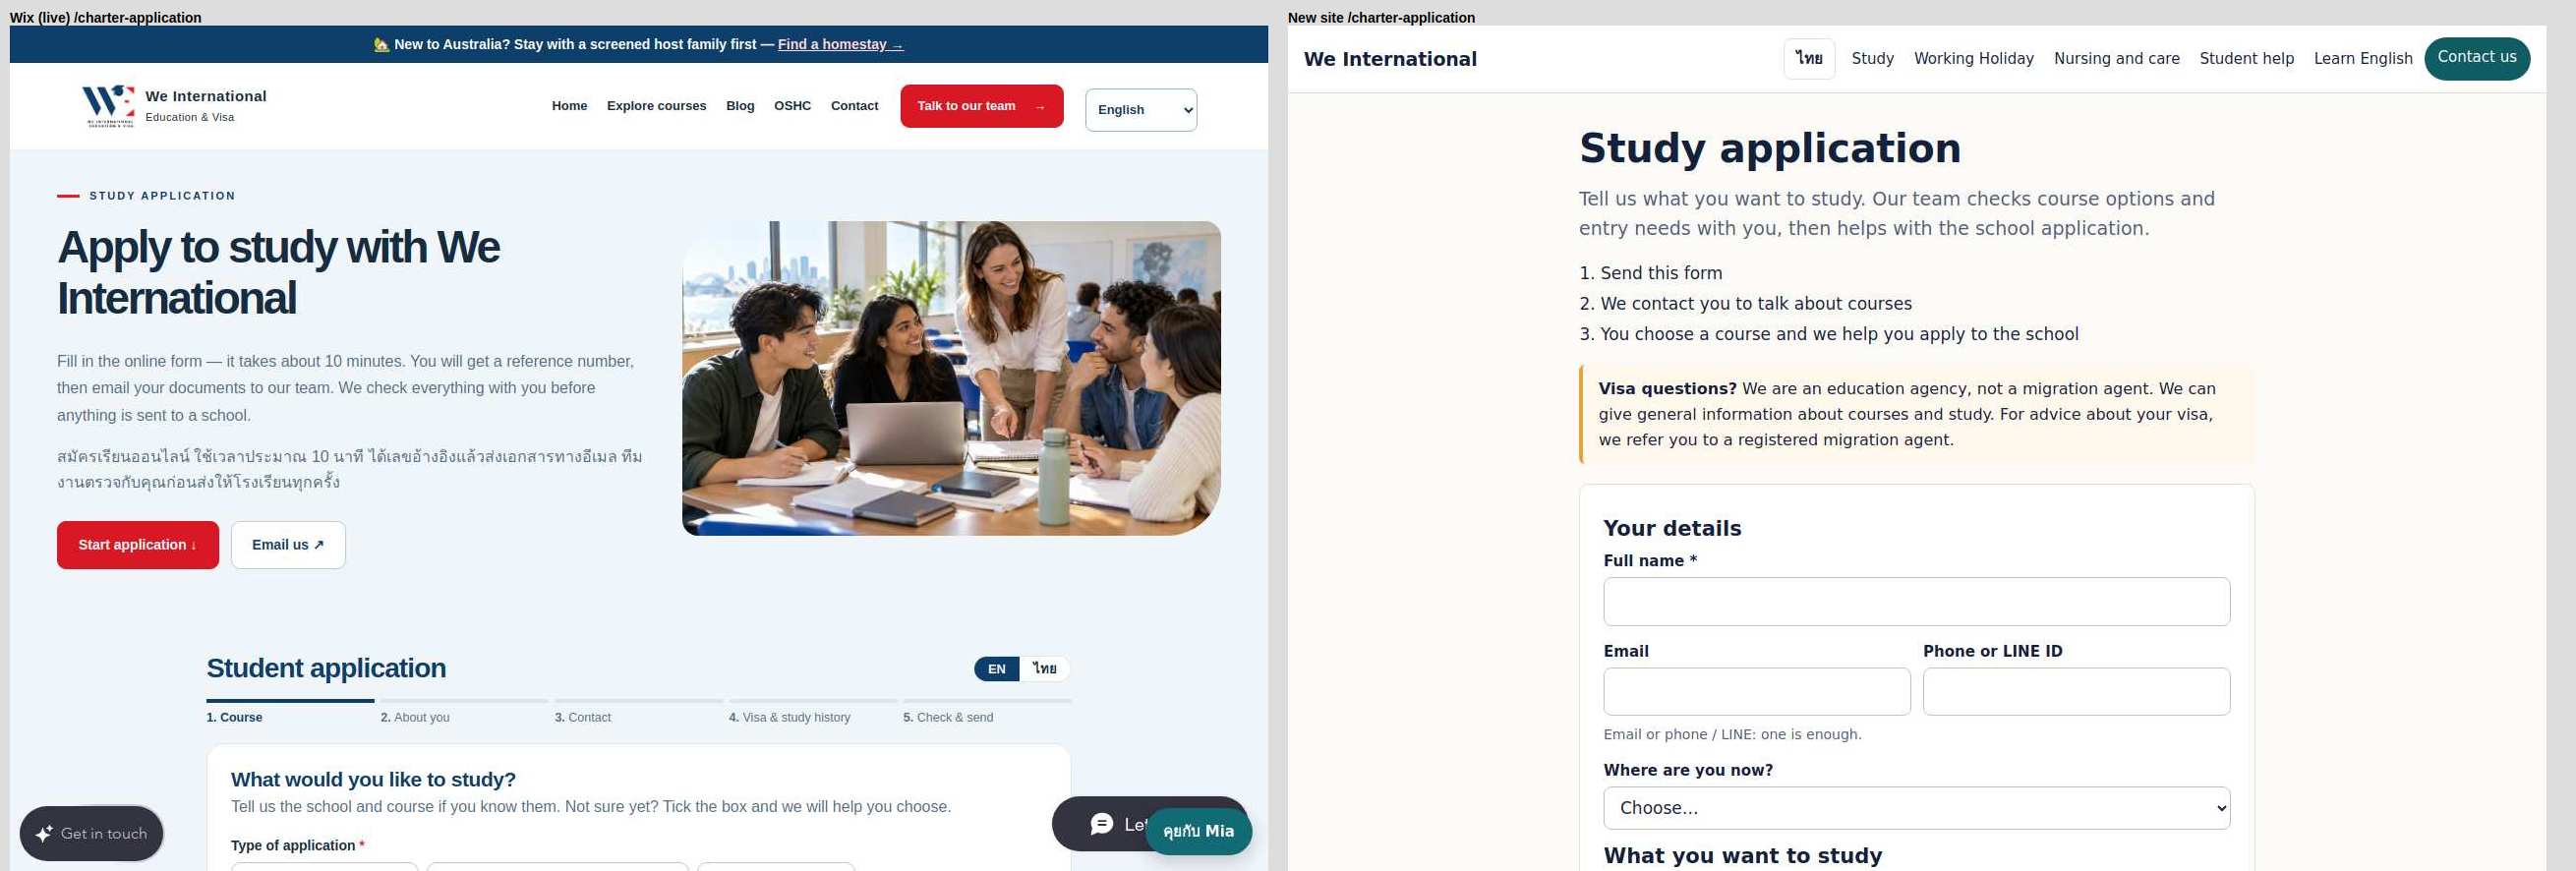 Wix (live) /charter-application
🏡 New to Australia? Stay with a screened host family first — Find a homestay →
WE INTERNATIONAL
EDUCATION & VISA
We International
Education & Visa
Home
Explore courses
Blog
OSHC
Contact
Talk to our team →
English
STUDY APPLICATION
Apply to study with We
International
Fill in the online form — it takes about 10 minutes. You will get a reference number,
then email your documents to our team. We check everything with you before
anything is sent to a school.
สมัครเรียนออนไลน์ ใช้เวลาประมาณ 10 นาที ได้เลขอ้างอิงแล้วส่งเอกสารทางอีเมล ทีม
งานตรวจกับคุณก่อนส่งให้โรงเรียนทุกครั้ง
Start application ↓
Email us ↗
Student application
EN
ไทย
1. Course
2. About you
3. Contact
4. Visa & study history
5. Check & send
What would you like to study?
Tell us the school and course if you know them. Not sure yet? Tick the box and we will help you choose.
Type of application *
Get in touch
Let
คุยกับ Mia
New site /charter-application
We International
ไทย
Study
Working Holiday
Nursing and care
Student help
Learn English
Contact us
Study application
Tell us what you want to study. Our team checks course options and
entry needs with you, then helps with the school application.
1. Send this form
2. We contact you to talk about courses
3. You choose a course and we help you apply to the school
Visa questions? We are an education agency, not a migration agent. We can
give general information about courses and study. For advice about your visa,
we refer you to a registered migration agent.
Your details
Full name *
Email
Phone or LINE ID
Email or phone / LINE: one is enough.
Where are you now?
Choose...
What you want to study